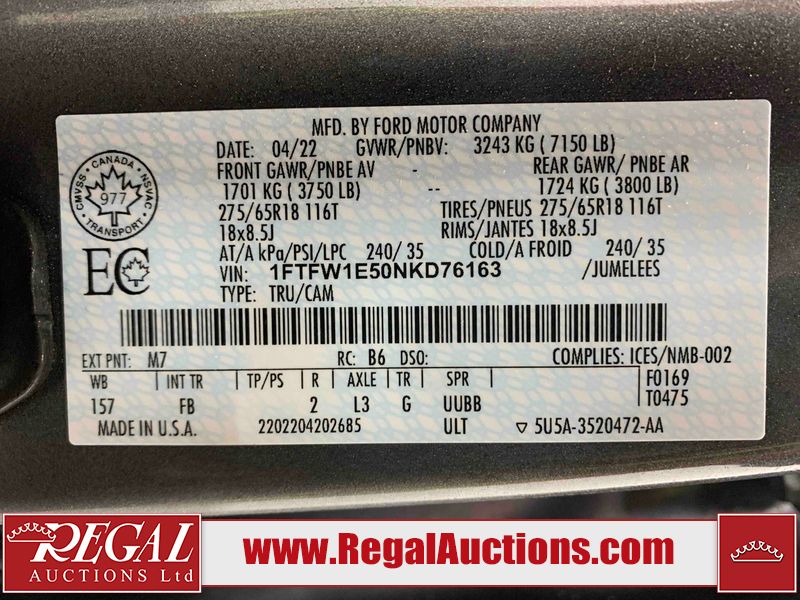 MFD. BY FORD MOTOR COMPANY
DATE: 04/22 GVWR/PNBV: 3243 KG ( 7150 LB)
FRONT GAWR/PNBE AV - REAR GAWR/ PNBE AR
1701 KG ( 3750 LB) -- 1724 KG ( 3800 LB)
275/65R18 116T TIRES/PNEUS 275/65R18 116T
18x8.5J RIMS/JANTES 18x8.5J
AT/A kPa/PSI/LPC 240/ 35 COLD/A FROID 240/ 35
VIN: 1FTFW1E50NKD76163 /JUMELEES
TYPE: TRU/CAM
CMVSS · CANADA · NSVAC
977
TRANSPORT
EC
EXT PNT: M7 RC: B6 DSO: COMPLIES: ICES/NMB-002
WB INT TR TP/PS R AXLE TR SPR F0169
157 FB 2 L3 G UUBB T0475
MADE IN U.S.A. 2202204202685 ULT ▽ 5U5A-3520472-AA
REGAL
AUCTIONS Ltd
www.RegalAuctions.com